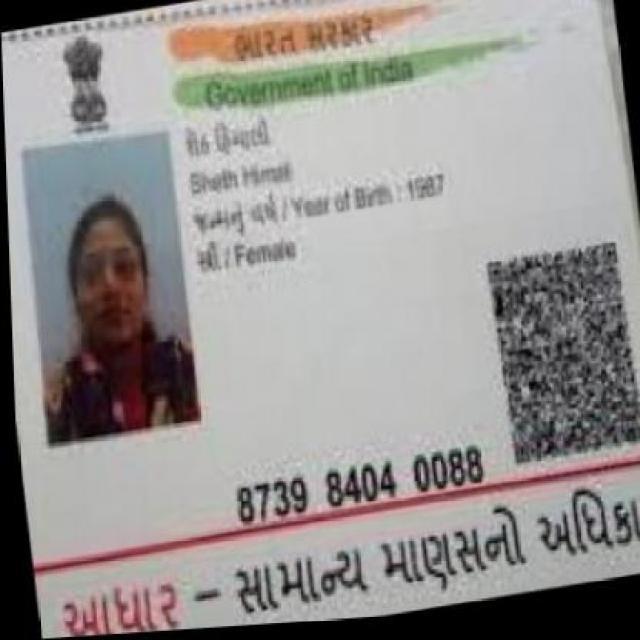 ભારત સરકાર
Government of India
શેઠ હિમાલી
Sheth Himali
જન્મનું વર્ષ / Year of Birth : 1987
સ્ત્રી / Female
8739 8404 0088
આધાર – સામાન્ય માણસનો